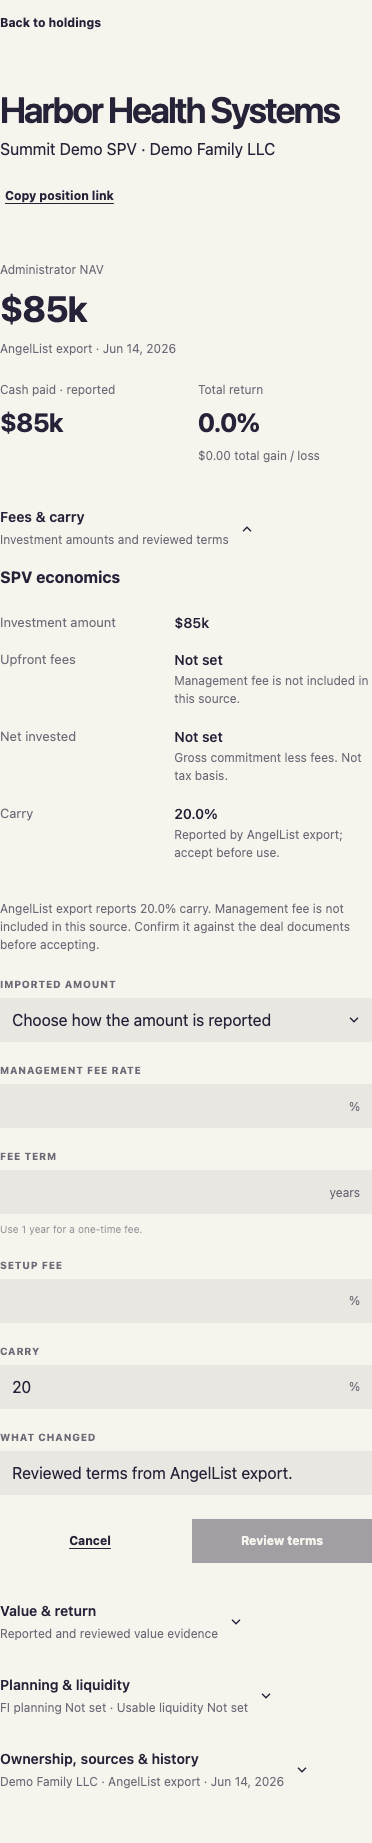 Back to holdings
Harbor Health Systems
Summit Demo SPV · Demo Family LLC
Copy position link
Administrator NAV
$85k
AngelList export · Jun 14, 2026
Cash paid · reported
$85k
Total return
0.0%
$0.00 total gain / loss
Fees & carry
Investment amounts and reviewed terms
SPV economics
Investment amount
$85k
Upfront fees
Not set
Management fee is not included in
this source.
Net invested
Not set
Gross commitment less fees. Not
tax basis.
Carry
20.0%
Reported by AngelList export;
accept before use.
AngelList export reports 20.0% carry. Management fee is not
included in this source. Confirm it against the deal documents
before accepting.
IMPORTED AMOUNT
Choose how the amount is reported
MANAGEMENT FEE RATE
%
FEE TERM
years
Use 1 year for a one-time fee.
SETUP FEE
%
CARRY
20 %
WHAT CHANGED
Reviewed terms from AngelList export.
Cancel
Review terms
Value & return
Reported and reviewed value evidence
Planning & liquidity
FI planning Not set · Usable liquidity Not set
Ownership, sources & history
Demo Family LLC · AngelList export · Jun 14, 2026